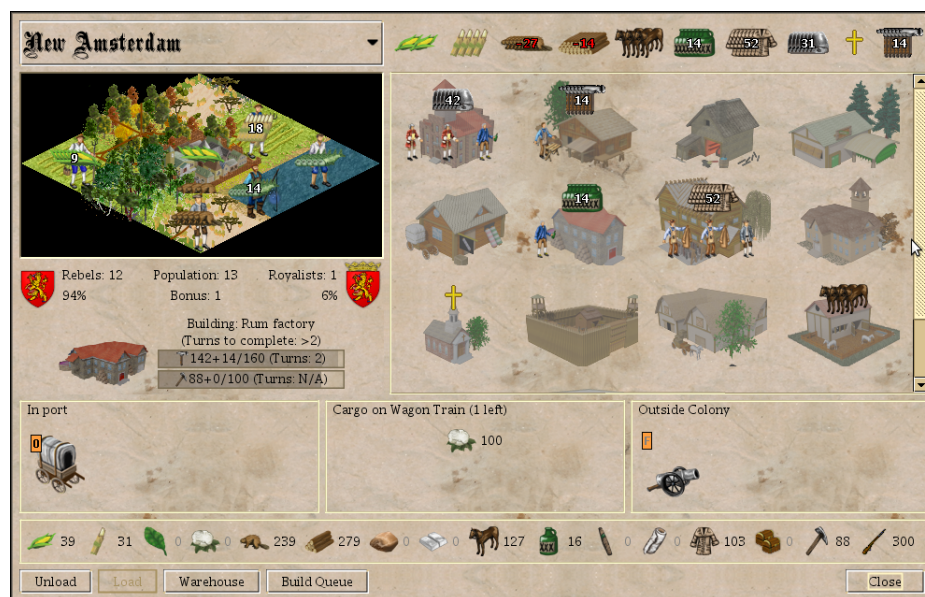 New Amsterdam
-27 -14 14 52 31 14
42 14
18
9
14
14 52
Rebels: 12 Population: 13 Royalists: 1
94% Bonus: 1 6%
Building: Rum factory
(Turns to complete: >2)
142+14/160 (Turns: 2)
88+0/100 (Turns: N/A)
In port Cargo on Wagon Train (1 left) Outside Colony
0 100 F
39 31 0 0 239 279 0 0 127 16 0 0 103 0 88 300
Unload Load Warehouse Build Queue Close